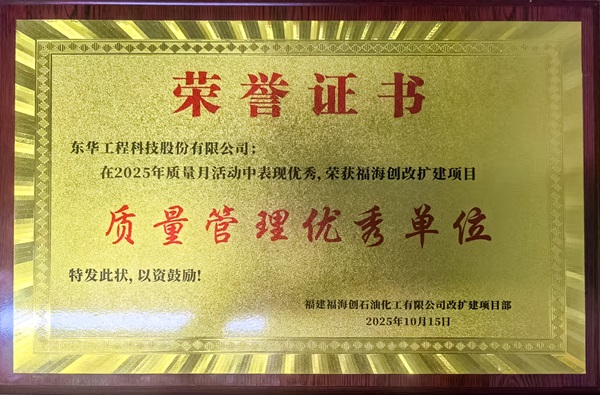 荣誉证书
东华工程科技股份有限公司：
在2025年质量月活动中表现优秀，荣获福海创改扩建项目
质量管理优秀单位
特发此状，以资鼓励！
福建福海创石油化工有限公司改扩建项目部
2025年10月15日